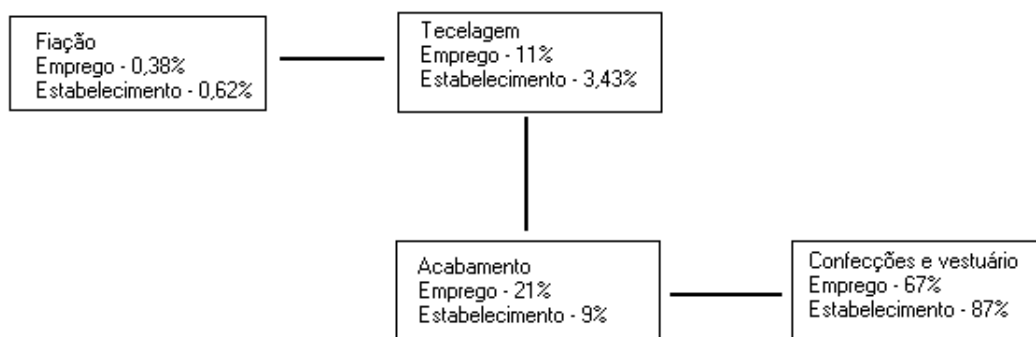 Fiação
Emprego - 0,38%
Estabelecimento - 0,62%
Tecelagem
Emprego - 11%
Estabelecimento - 3,43%
Acabamento
Emprego - 21%
Estabelecimento - 9%
Confecções e vestuário
Emprego - 67%
Estabelecimento - 87%